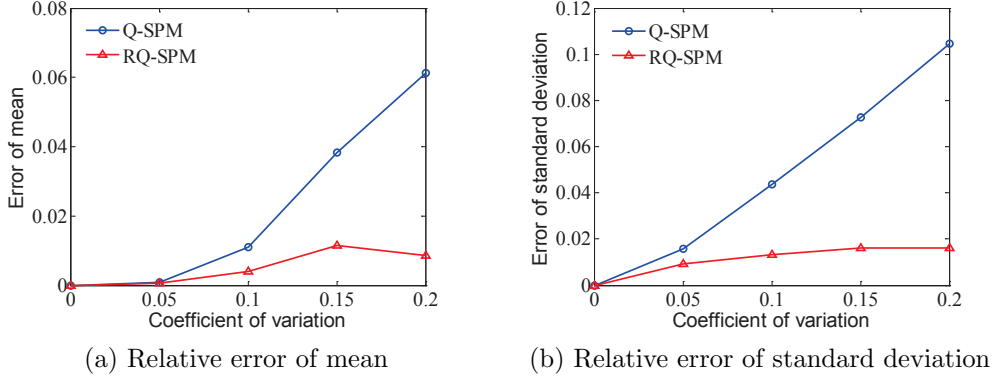 0.08
0.06
0.04
0.02
0
Error of mean
Q-SPM
RQ-SPM
0 0.05 0.1 0.15 0.2
Coefficient of variation
(a) Relative error of mean
0.12
0.1
0.08
0.06
0.04
0.02
0
Error of standard deviation
Q-SPM
RQ-SPM
0 0.05 0.1 0.15 0.2
Coefficient of variation
(b) Relative error of standard deviation